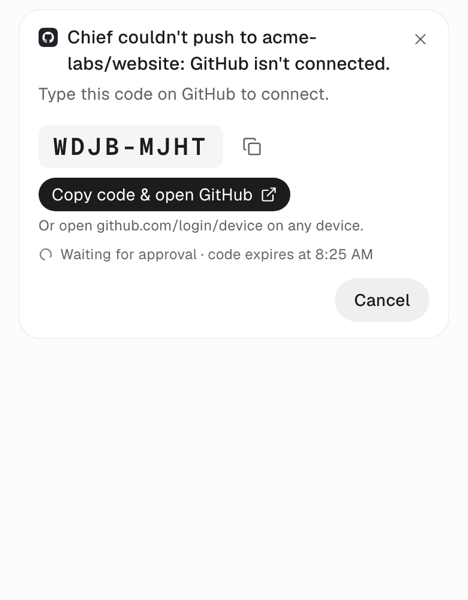 Chief couldn't push to acme-
labs/website: GitHub isn't connected.
Type this code on GitHub to connect.
WDJB-MJHT
Copy code & open GitHub
Or open github.com/login/device on any device.
Waiting for approval · code expires at 8:25 AM
Cancel